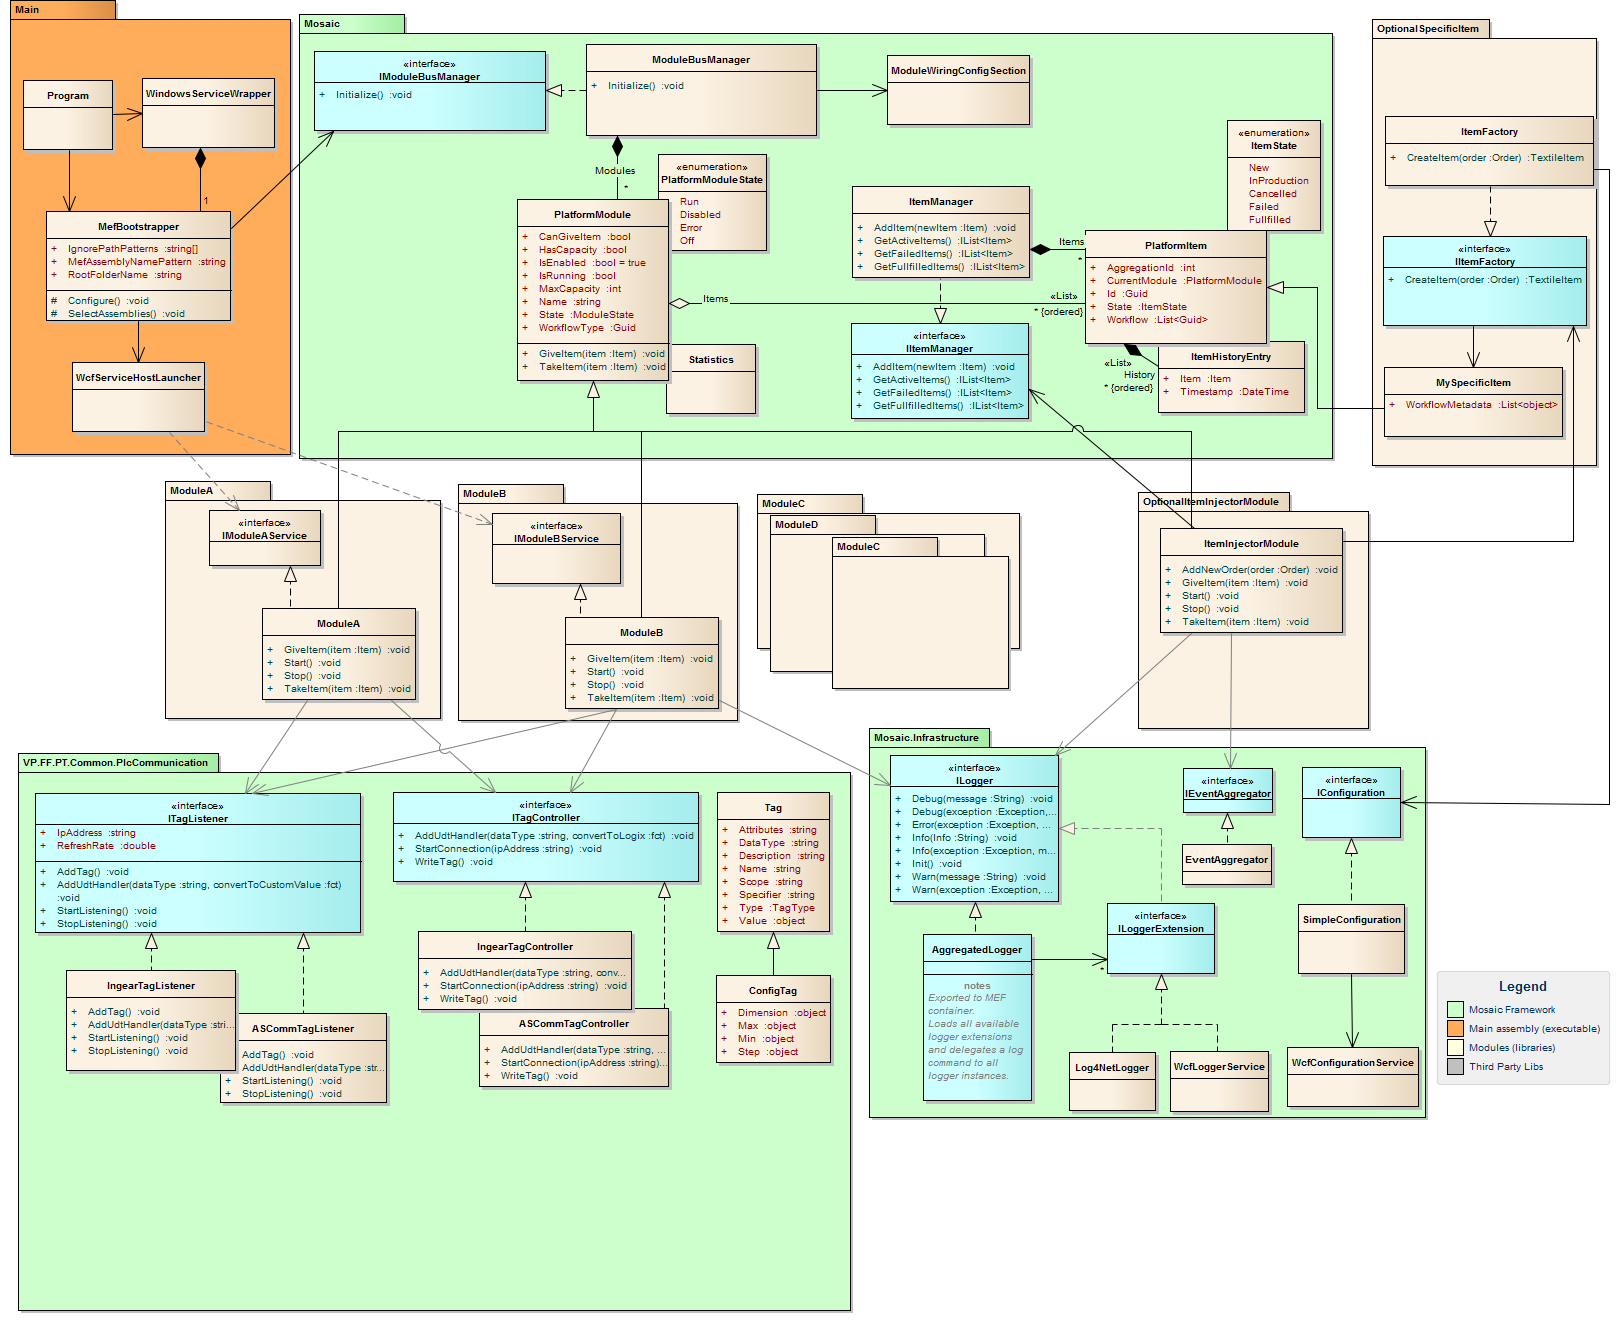 Main
Program
WindowsServiceWrapper
1
MefBootstrapper
+ IgnorePathPatterns :string[]
+ MefAssemblyNamePattern :string
+ RootFolderName :string
# Configure() :void
# SelectAssemblies() :void
WcfServiceHostLauncher
Mosaic
«interface»
IModuleBusManager
+ Initialize() :void
ModuleBusManager
+ Initialize() :void
ModuleWiringConfigSection
Modules
*
«enumeration»
PlatformModuleState
Run
Disabled
Error
Off
PlatformModule
+ CanGiveItem :bool
+ HasCapacity :bool
+ IsEnabled :bool = true
+ IsRunning :bool
+ MaxCapacity :int
+ Name :string
+ State :ModuleState
+ WorkflowType :Guid
+ GiveItem(item :Item) :void
+ TakeItem(item :Item) :void
Statistics
Items
«List»
* {ordered}
ItemManager
+ AddItem(newItem :Item) :void
+ GetActiveItems() :IList<Item>
+ GetFailedItems() :IList<Item>
+ GetFullfilledItems() :IList<Item>
Items
*
«interface»
IItemManager
+ AddItem(newItem :Item) :void
+ GetActiveItems() :IList<Item>
+ GetFailedItems() :IList<Item>
+ GetFullfilledItems() :IList<Item>
«enumeration»
ItemState
New
InProduction
Cancelled
Failed
Fullfilled
PlatformItem
+ AggregationId :int
+ CurrentModule :PlatformModule
+ Id :Guid
+ State :ItemState
+ Workflow :List<Guid>
«List»
History
* {ordered}
ItemHistoryEntry
+ Item :Item
+ Timestamp :DateTime
OptionalSpecificItem
ItemFactory
+ CreateItem(order :Order) :TextileItem
«interface»
IItemFactory
+ CreateItem(order :Order) :TextileItem
MySpecificItem
+ WorkflowMetadata :List<object>
ModuleA
«interface»
IModuleAService
ModuleA
+ GiveItem(item :Item) :void
+ Start() :void
+ Stop() :void
+ TakeItem(item :Item) :void
ModuleB
«interface»
IModuleBService
ModuleB
+ GiveItem(item :Item) :void
+ Start() :void
+ Stop() :void
+ TakeItem(item :Item) :void
ModuleC
ModuleD
ModuleC
OptionalItemInjectorModule
ItemInjectorModule
+ AddNewOrder(order :Order) :void
+ GiveItem(item :Item) :void
+ Start() :void
+ Stop() :void
+ TakeItem(item :Item) :void
VP.FF.PT.Common.PlcCommunication
«interface»
ITagListener
+ IpAddress :string
+ RefreshRate :double
+ AddTag() :void
+ AddUdtHandler(dataType :string, convertToCustomValue :fct)
:void
+ StartListening() :void
+ StopListening() :void
IngearTagListener
+ AddTag() :void
+ AddUdtHandler(dataType :stri...
+ StartListening() :void
+ StopListening() :void
ASCommTagListener
AddTag() :void
AddUdtHandler(dataType :str...
+ StartListening() :void
+ StopListening() :void
«interface»
ITagController
+ AddUdtHandler(dataType :string, convertToLogix :fct) :void
+ StartConnection(ipAddress :string) :void
+ WriteTag() :void
IngearTagController
+ AddUdtHandler(dataType :string, conv...
+ StartConnection(ipAddress :string) :void
+ WriteTag() :void
ASCommTagController
+ AddUdtHandler(dataType :string, ...
+ StartConnection(ipAddress :string)...
+ WriteTag() :void
Tag
+ Attributes :string
+ DataType :string
+ Description :string
+ Name :string
+ Scope :string
+ Specifier :string
+ Type :TagType
+ Value :object
ConfigTag
+ Dimension :object
+ Max :object
+ Min :object
+ Step :object
Mosaic.Infrastructure
«interface»
ILogger
+ Debug(message :String) :void
+ Debug(exception :Exception,...
+ Error(exception :Exception, ...
+ Info(Info :String) :void
+ Info(exception :Exception, m...
+ Init() :void
+ Warn(message :String) :void
+ Warn(exception :Exception, ...
AggregatedLogger
notes
Exported to MEF
container.
Loads all available
logger extensions
and delegates a log
command to all
logger instances.
*
«interface»
ILoggerExtension
Log4NetLogger
WcfLoggerService
«interface»
IEventAggregator
EventAggregator
«interface»
IConfiguration
SimpleConfiguration
WcfConfigurationService
Legend
Mosaic Framework
Main assembly (executable)
Modules (libraries)
Third Party Libs